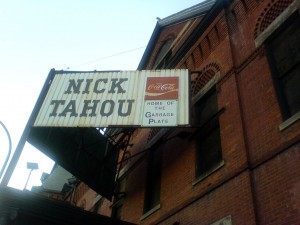 NICK
TAHOU
Coca-Cola
HOME OF
THE
GARBAGE
PLATE